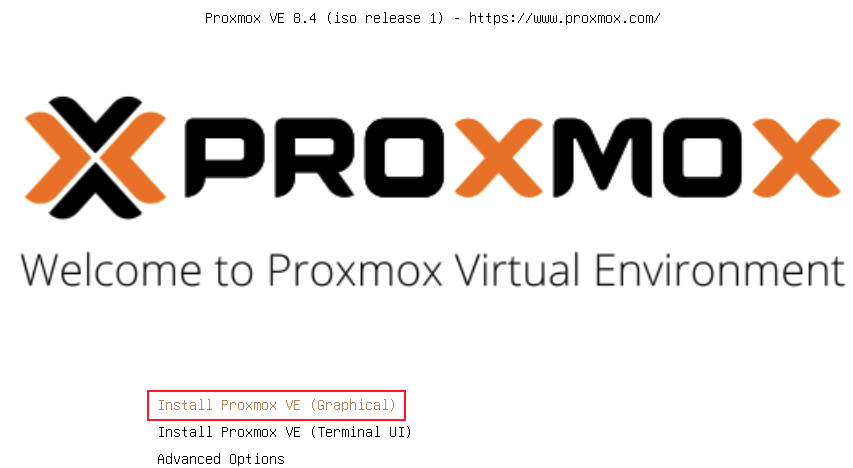 Proxmox VE 8.4 (iso release 1) - https://www.proxmox.com/
PROXMOX
Welcome to Proxmox Virtual Environment
Install Proxmox VE (Graphical)
Install Proxmox VE (Terminal UI)
Advanced Options